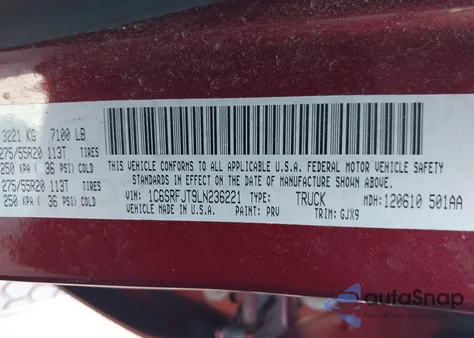 3221 KG 7100 LB
275/55R20 113T TIRES
250 KPA ( 36 PSI) COLD
275/55R20 113T TIRES
250 KPA ( 36 PSI) COLD
THIS VEHICLE CONFORMS TO ALL APPLICABLE U.S.A. FEDERAL MOTOR VEHICLE SAFETY
STANDARDS IN EFFECT ON THE DATE OF MANUFACTURE SHOWN ABOVE.
VIN: 1C6SRFJT9LN236221 TYPE: TRUCK MDH: 120610 501AA
VEHICLE MADE IN U.S.A. PAINT: PRV TRIM: GJX9
autoSnap